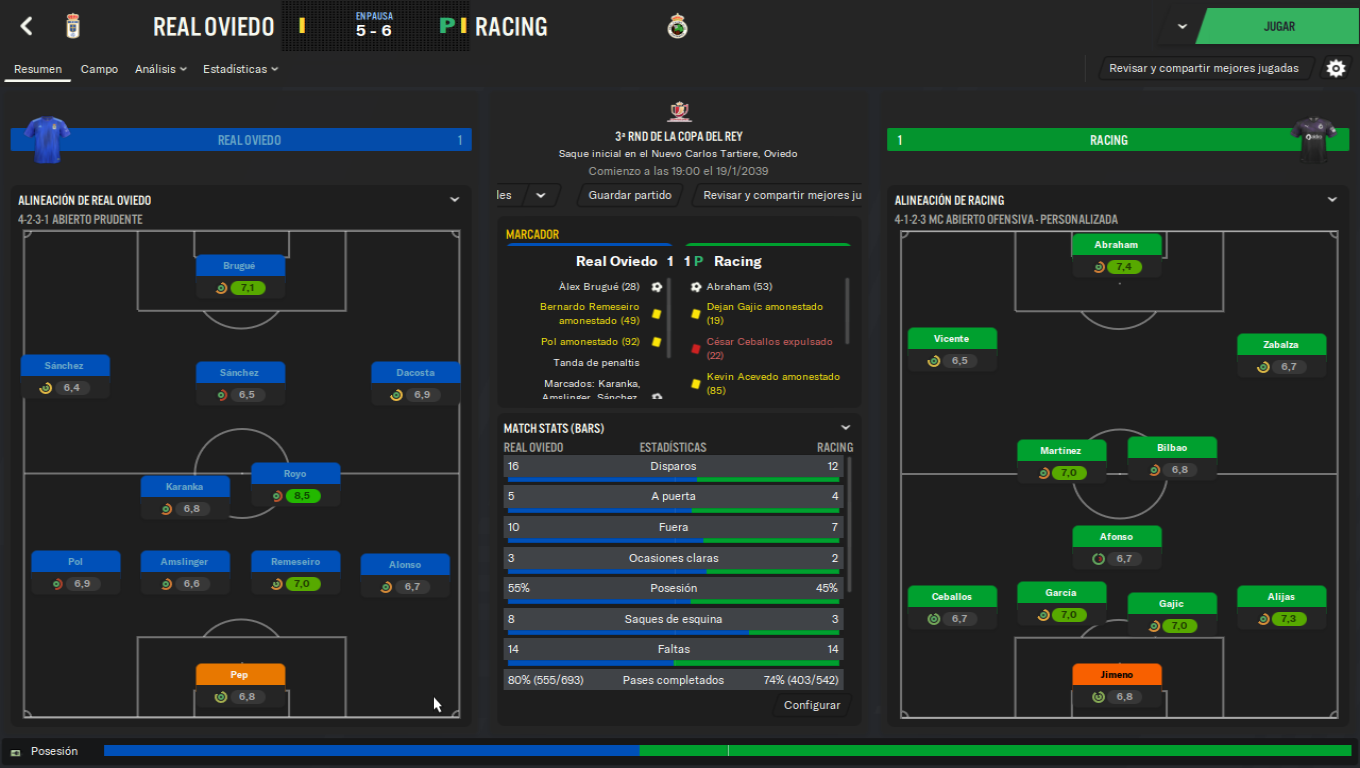 REAL OVIEDO
1
EN PAUSA
5 - 6
P 1
RACING
JUGAR
Resumen
Campo
Análisis
Estadísticas
Revisar y compartir mejores jugadas
REAL OVIEDO 1
3ª RND DE LA COPA DEL REY
Saque inicial en el Nuevo Carlos Tartiere, Oviedo
Comienzo a las 19:00 el 19/1/2039
les
Guardar partido
Revisar y compartir mejores ju
1 RACING
ALINEACIÓN DE REAL OVIEDO
4-2-3-1 ABIERTO PRUDENTE
Brugué
7,1
Sánchez
6,4
Sánchez
6,5
Dacosta
6,9
Karanka
6,8
Royo
8,5
Pol
6,9
Amslinger
6,6
Remeseiro
7,0
Alonso
6,7
Pep
6,8
MARCADOR
Real Oviedo 1 1 P Racing
Àlex Brugué (28)
Bernardo Remeseiro
amonestado (49)
Pol amonestado (92)
Tanda de penaltis
Marcados: Karanka,
Amslinger, Sánchez,
Abraham (53)
Dejan Gajic amonestado
(19)
César Ceballos expulsado
(22)
Kevin Acevedo amonestado
(85)
MATCH STATS (BARS)
REAL OVIEDO ESTADÍSTICAS RACING
16 Disparos 12
5 A puerta 4
10 Fuera 7
3 Ocasiones claras 2
55% Posesión 45%
8 Saques de esquina 3
14 Faltas 14
80% (555/693) Pases completados 74% (403/542)
Configurar
ALINEACIÓN DE RACING
4-1-2-3 MC ABIERTO OFENSIVA - PERSONALIZADA
Abraham
7,4
Vicente
6,5
Zabalza
6,7
Martínez
7,0
Bilbao
6,8
Afonso
6,7
Ceballos
6,7
García
7,0
Gajic
7,0
Alijas
7,3
Jimeno
6,8
Posesión